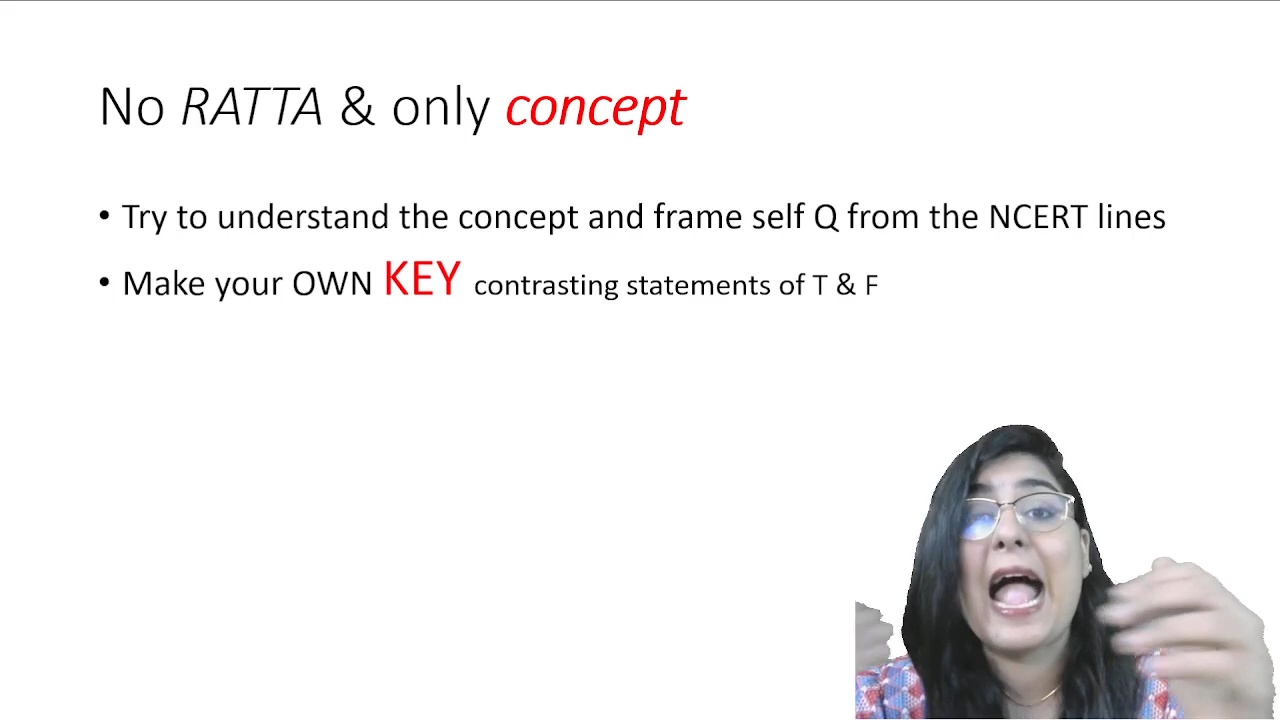 No RATTA & only concept
• Try to understand the concept and frame self Q from the NCERT lines
• Make your OWN KEY contrasting statements of T & F